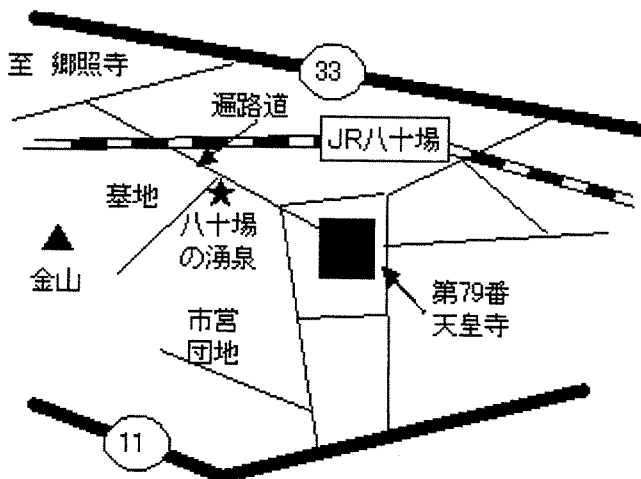 至 郷照寺
33
遍路道
JR八十場
墓地
八十場
の湧泉
金山
第79番
天皇寺
市営
団地
11